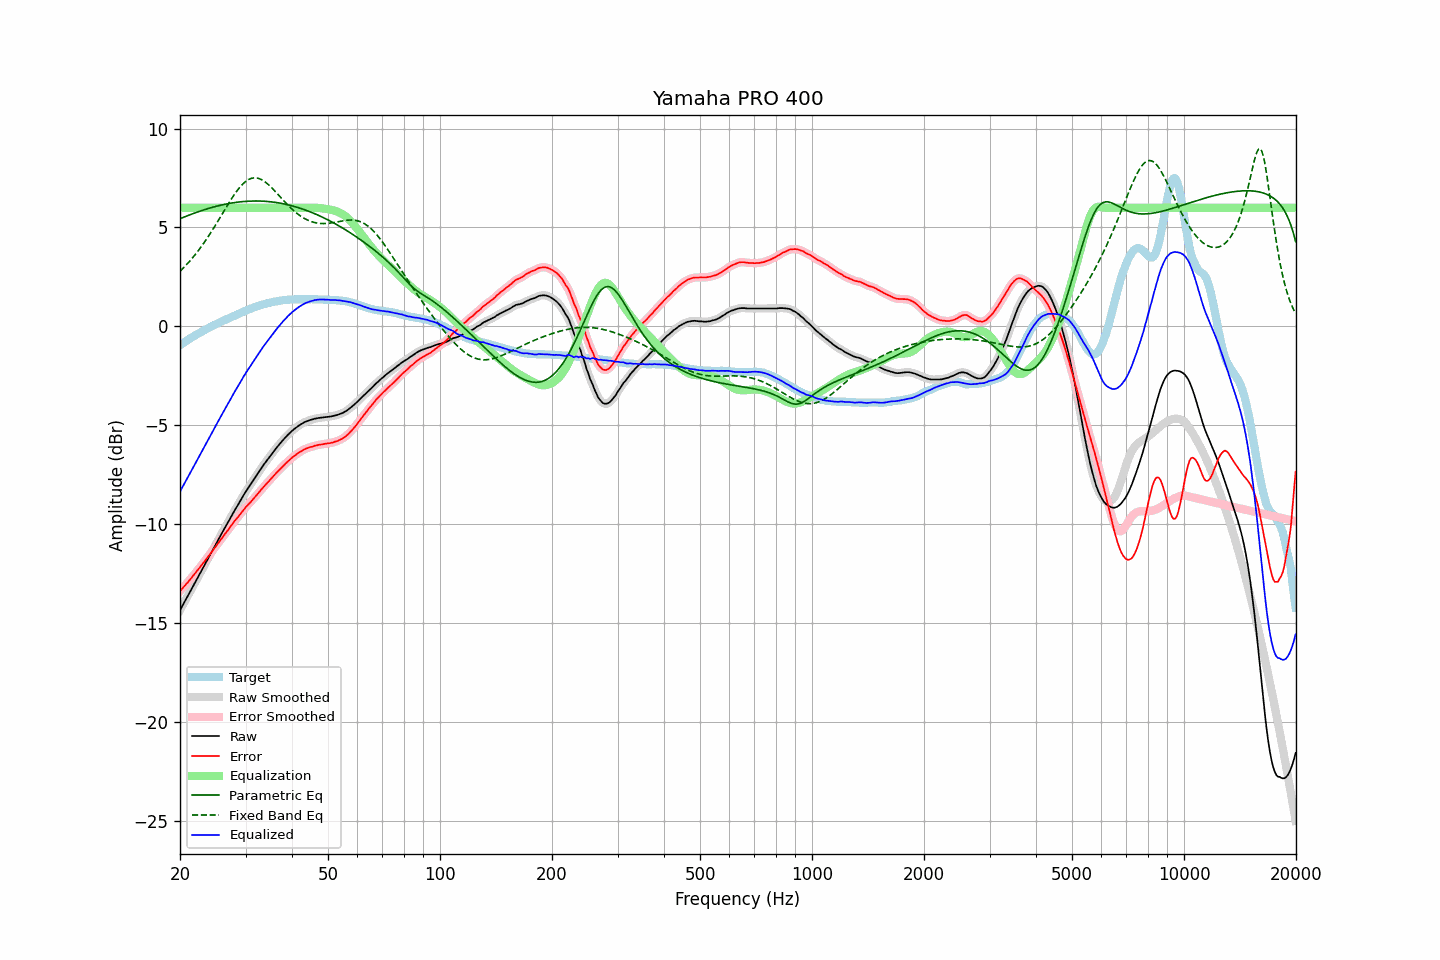 Yamaha PRO 400
Amplitude (dBr)
10
5
0
−5
−10
−15
−20
−25
Target
Raw Smoothed
Error Smoothed
Raw
Error
Equalization
Parametric Eq
Fixed Band Eq
Equalized
20 50 100 200 500 1000 2000 5000 10000 20000
Frequency (Hz)